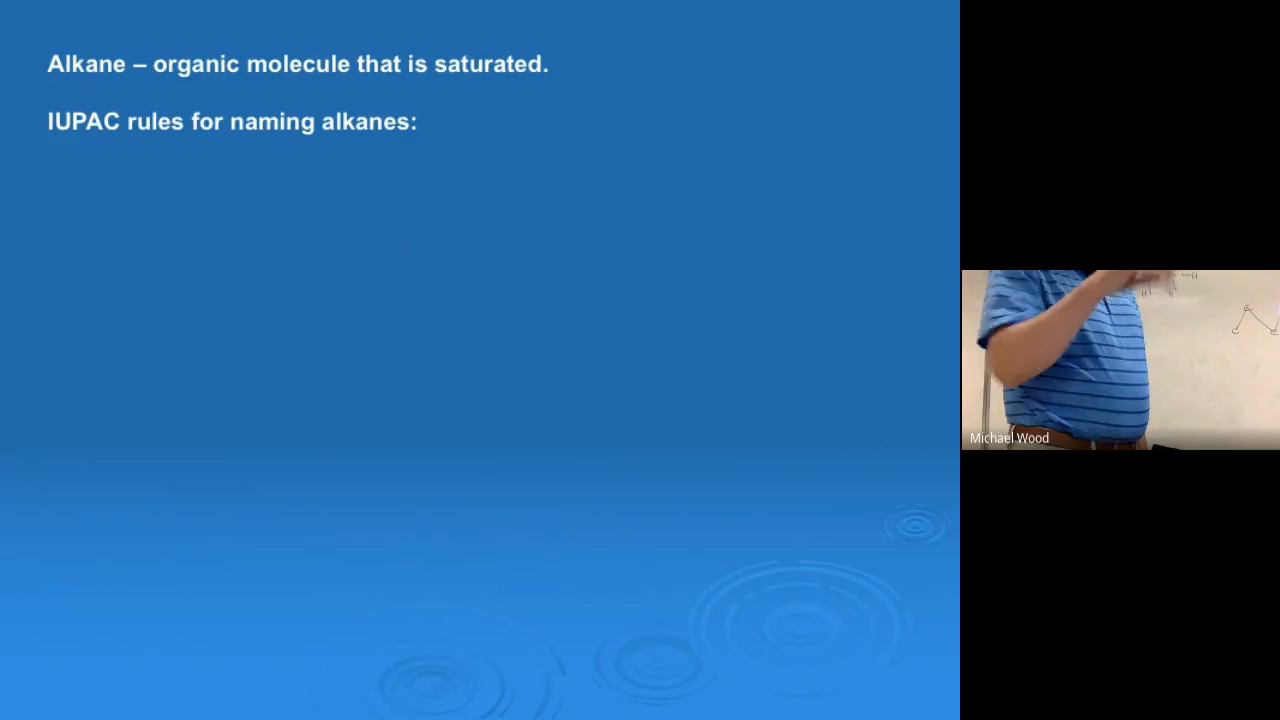 Alkane – organic molecule that is saturated.
IUPAC rules for naming alkanes:
Michael Wood